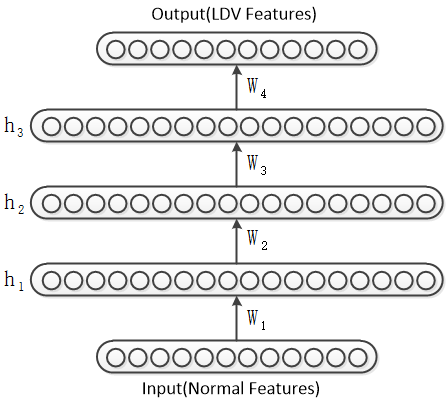 Output(LDV Features)
W₄
h₃
W₃
h₂
W₂
h₁
W₁
Input(Normal Features)